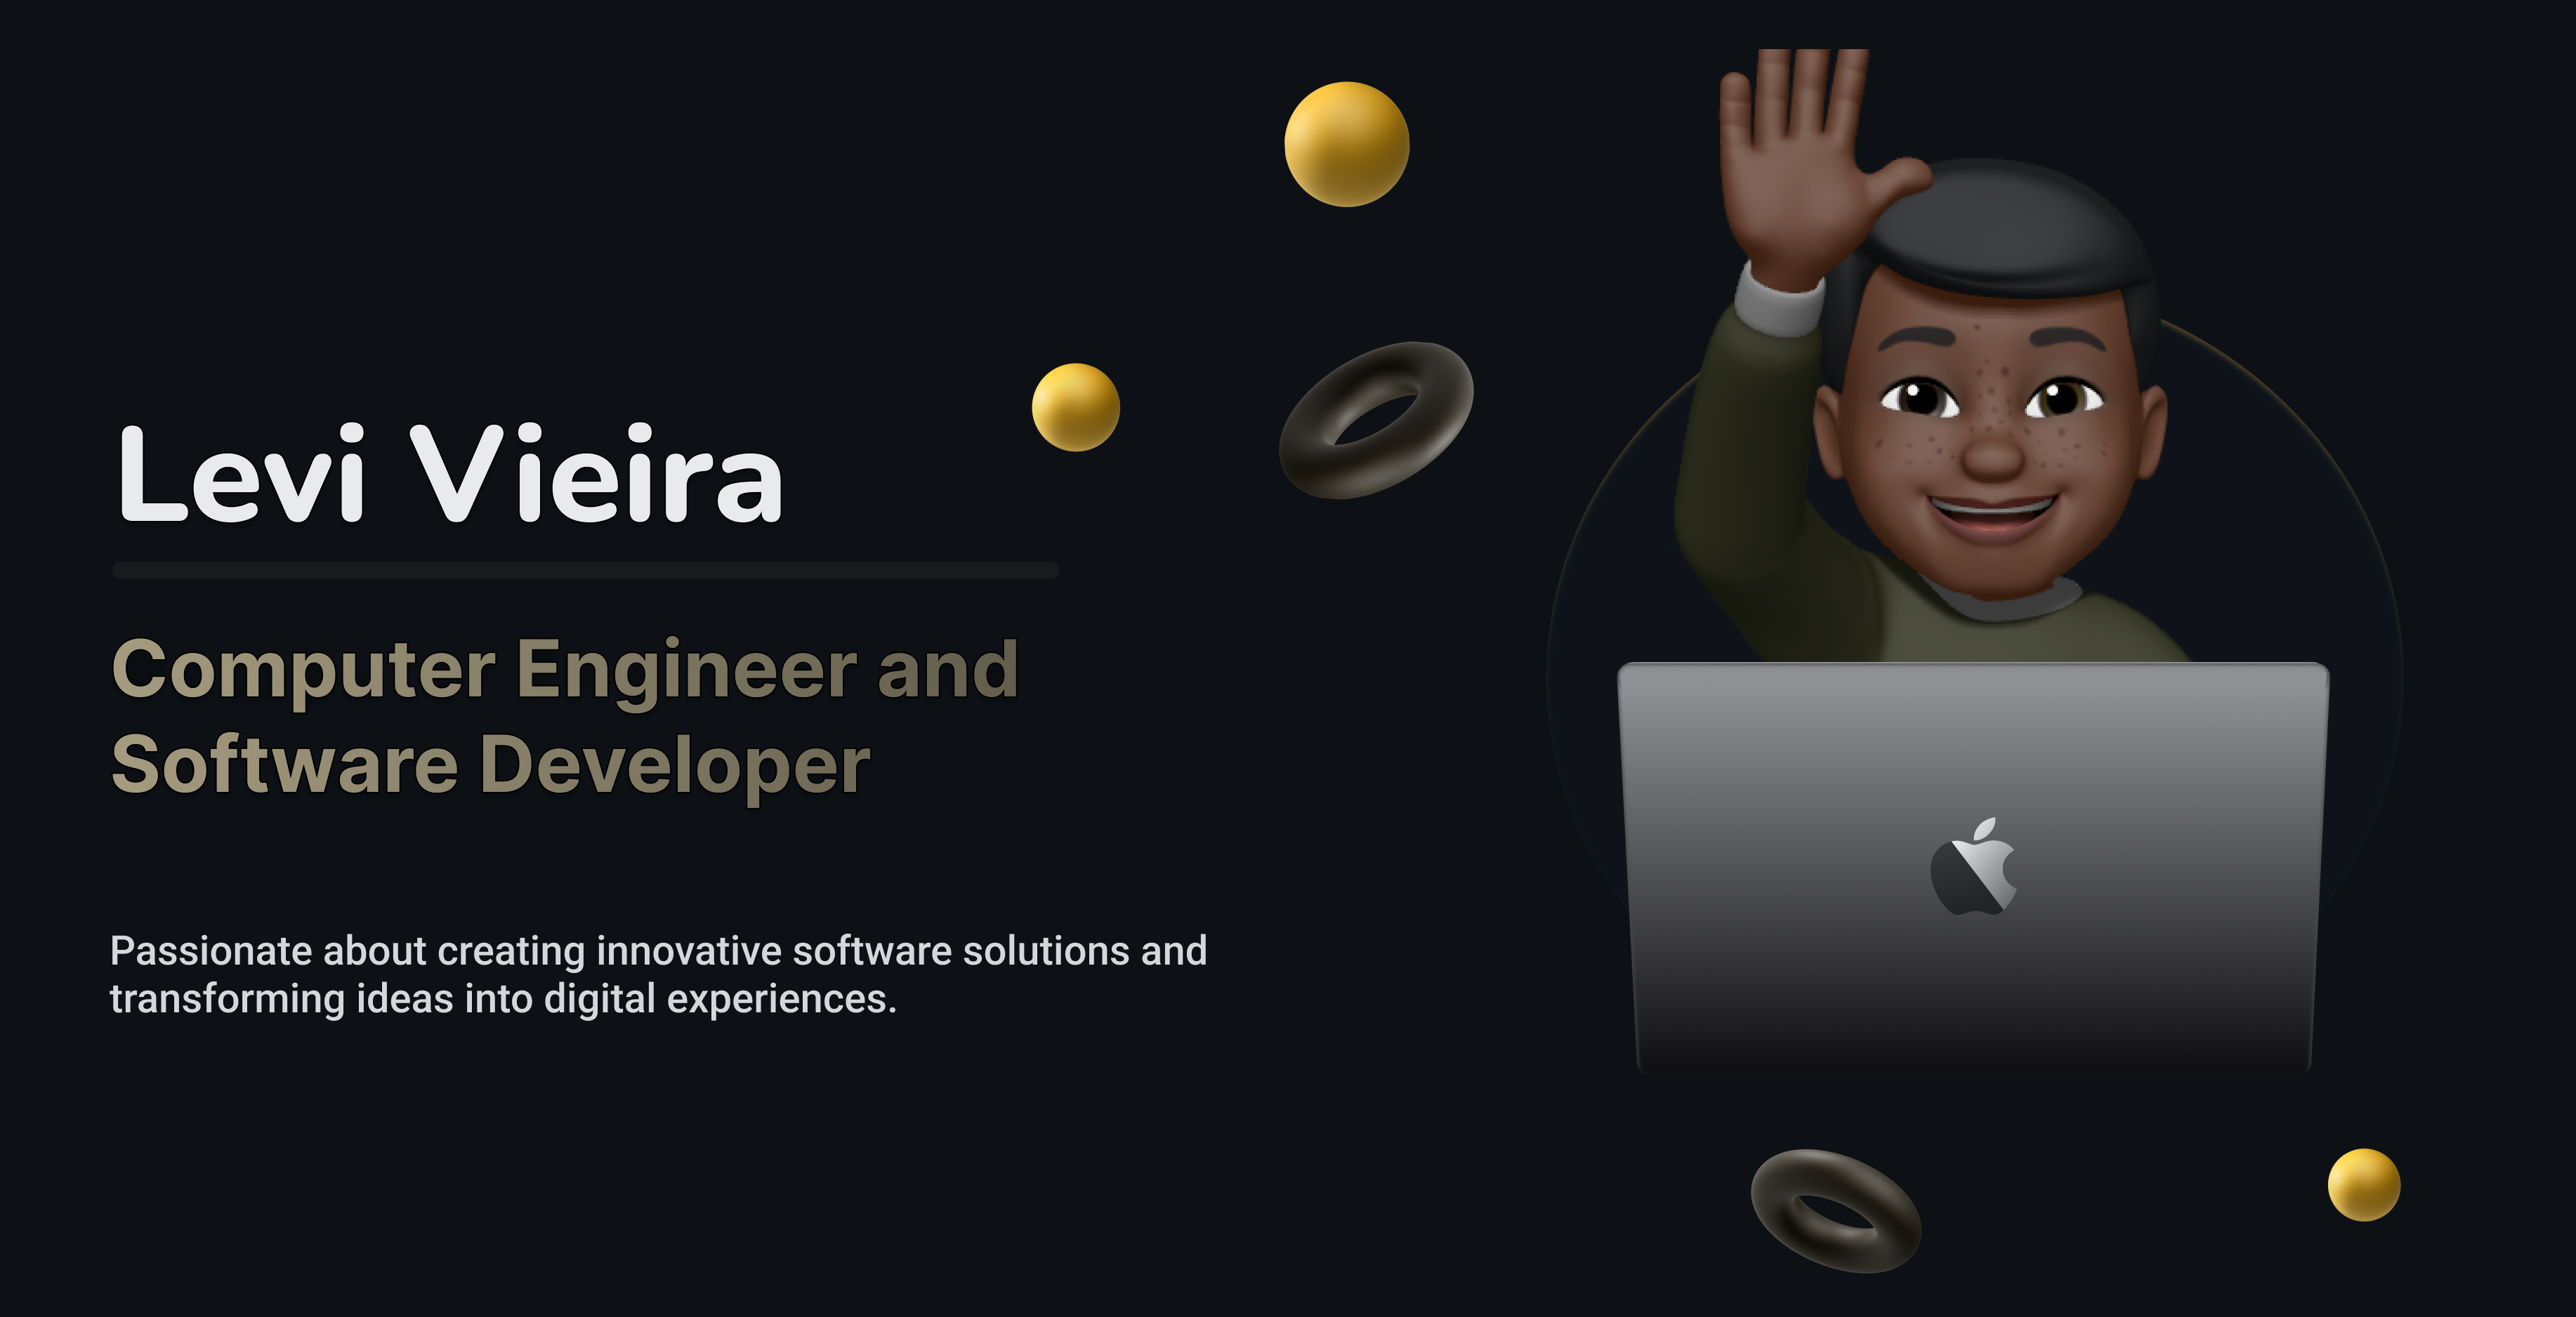 Levi Vieira
Computer Engineer and
Software Developer
Passionate about creating innovative software solutions and
transforming ideas into digital experiences.